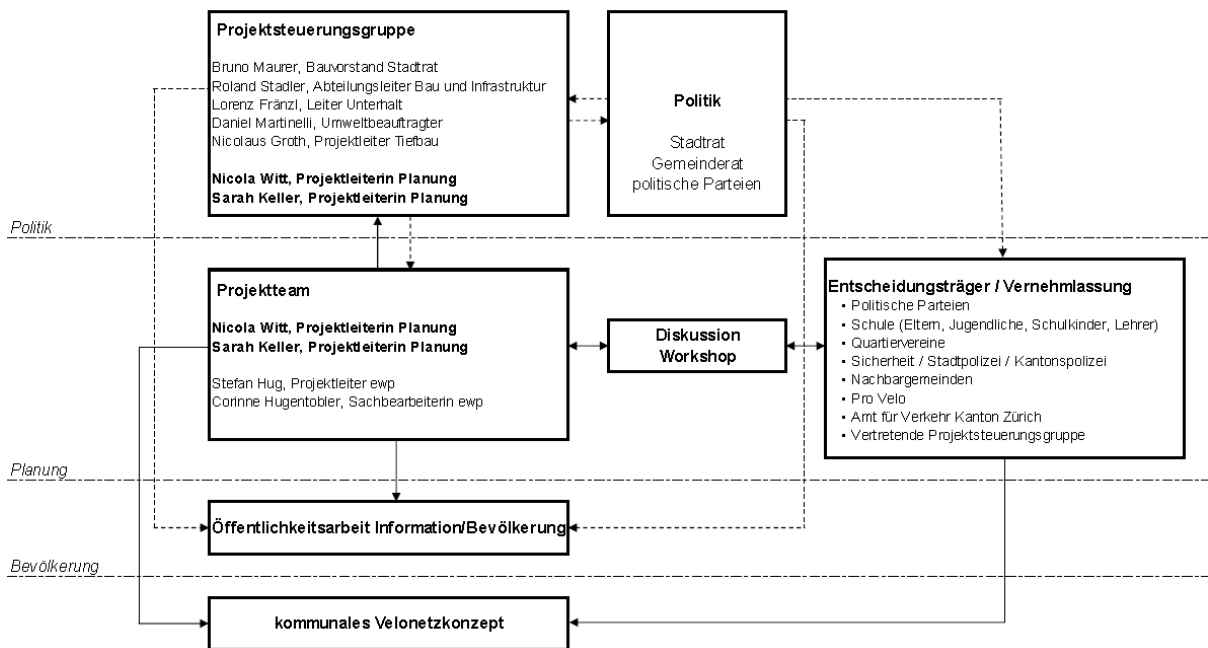 Projektsteuerungsgruppe
Bruno Maurer, Bauvorstand Stadtrat
Roland Stadler, Abteilungsleiter Bau und Infrastruktur
Lorenz Fränzl, Leiter Unterhalt
Daniel Martinelli, Umweltbeauftragter
Nicolaus Groth, Projektleiter Tiefbau
Nicola Witt, Projektleiterin Planung
Sarah Keller, Projektleiterin Planung
Politik
Stadtrat
Gemeinderat
politische Parteien
Politik
Projektteam
Nicola Witt, Projektleiterin Planung
Sarah Keller, Projektleiterin Planung
Stefan Hug, Projektleiter ewp
Corinne Hugentobler, Sachbearbeiterin ewp
Diskussion
Workshop
Entscheidungsträger / Vernehmlassung
▪ Politische Parteien
▪ Schule (Eltern, Jugendliche, Schulkinder, Lehrer)
▪ Quartiervereine
▪ Sicherheit / Stadtpolizei / Kantonspolizei
▪ Nachbargemeinden
▪ Pro Velo
▪ Amt für Verkehr Kanton Zürich
▪ Vertretende Projektsteuerungsgruppe
Planung
Öffentlichkeitsarbeit Information/Bevölkerung
Bevölkerung
kommunales Velonetzkonzept